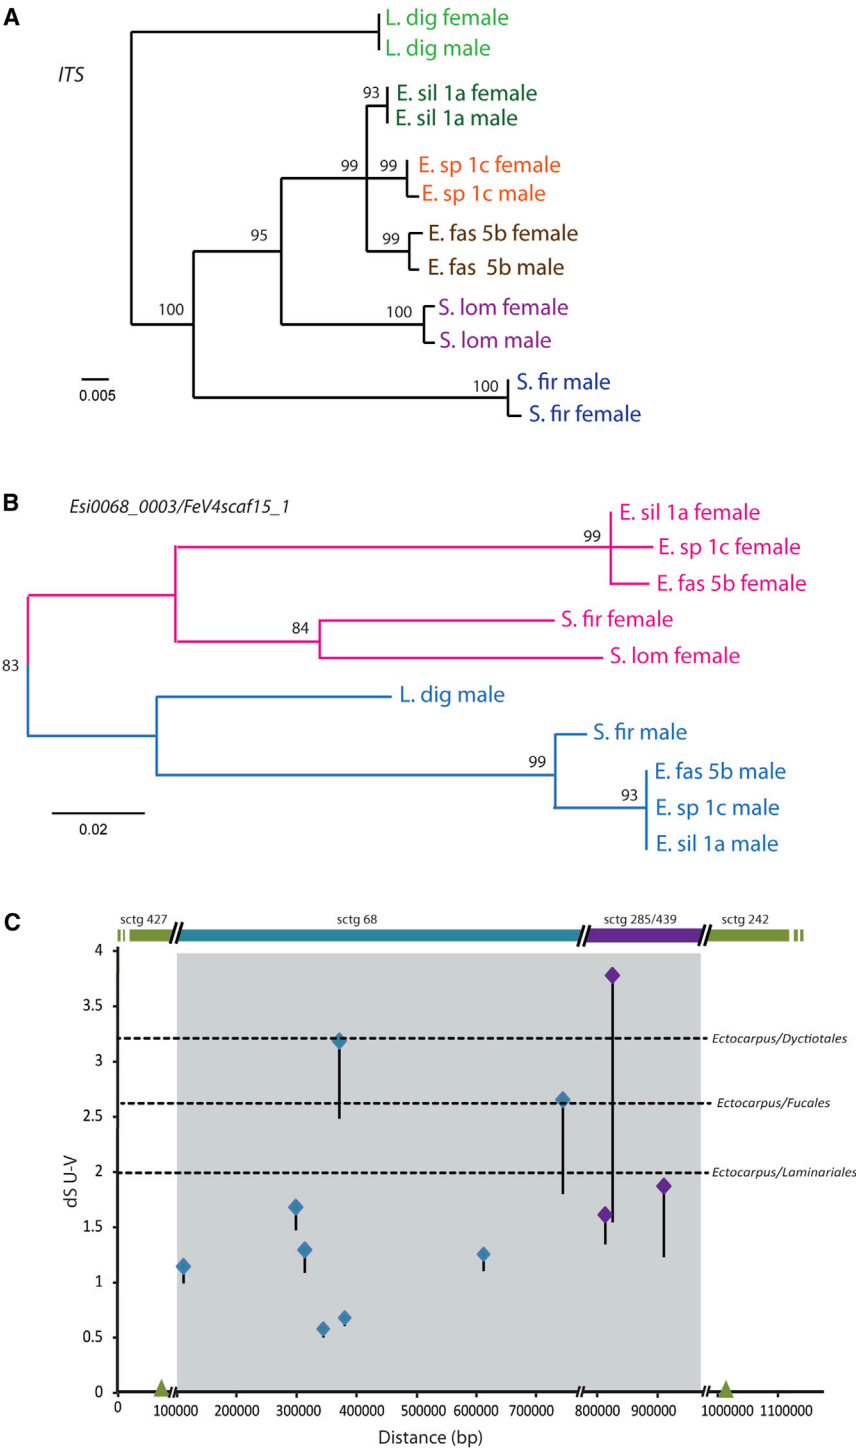 A
L. dig female
L. dig male
ITS
93
E. sil 1a female
E. sil 1a male
99
99
E. sp 1c female
E. sp 1c male
99
E. fas 5b female
E. fas 5b male
95
100
100
S. lom female
S. lom male
0.005
100
S. fir male
S. fir female
B
Esi0068_0003/FeV4scaf15_1
E. sil 1a female
99
E. sp 1c female
E. fas 5b female
84
S. fir female
S. lom female
83
L. dig male
S. fir male
99
E. fas 5b male
93
E. sp 1c male
E. sil 1a male
0.02
C
sctg 427
sctg 68
sctg 285/439
sctg 242
4
3.5
3
2.5
2
1.5
1
0.5
0
dS U-V
Ectocarpus/Dyctiotales
Ectocarpus/Fucales
Ectocarpus/Laminariales
0 100000 200000 300000 400000 500000 600000 700000 800000 900000 1000000 1100000
Distance (bp)